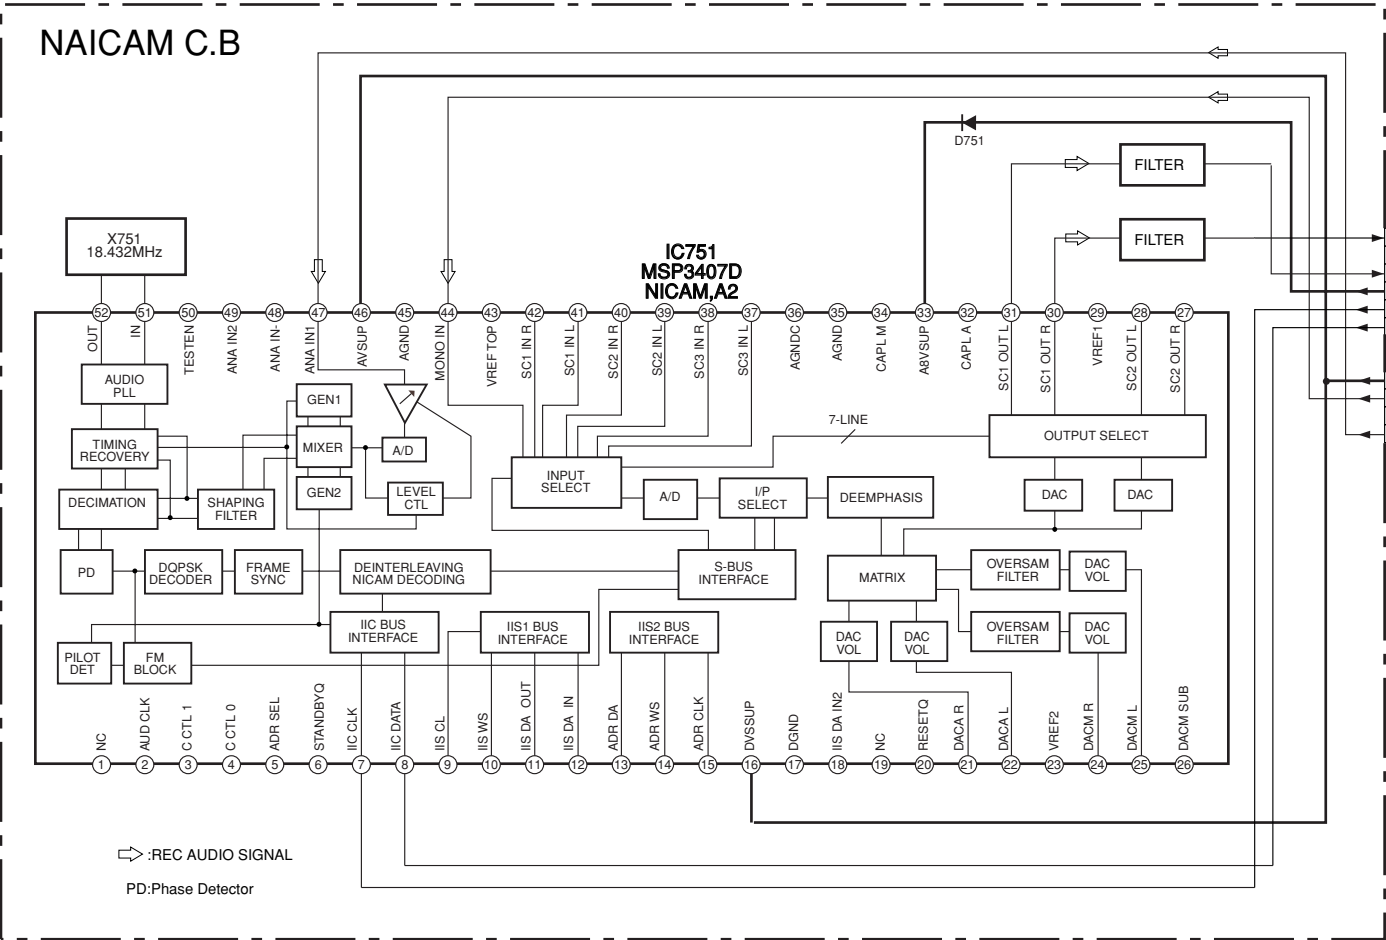 NAICAM C.B
D751
FILTER
FILTER
X751
18.432MHz
IC751
MSP3407D
NICAM,A2
52
51
50
49
48
47
46
45
44
43
42
41
40
39
38
37
36
35
34
33
32
31
30
29
28
27
OUT
IN
TESTEN
ANA IN2
ANA IN-
ANA IN1
AVSUP
AGND
MONO IN
VREF TOP
SC1 IN R
SC1 IN L
SC2 IN R
SC2 IN L
SC3 IN R
SC3 IN L
AGNDC
AGND
CAPL M
A8VSUP
CAPL A
SC1 OUT L
SC1 OUT R
VREF1
SC2 OUT L
SC2 OUT R
AUDIO
PLL
GEN1
7-LINE
TIMING
RECOVERY
MIXER
A/D
OUTPUT SELECT
INPUT
SELECT
DECIMATION
SHAPING
FILTER
GEN2
LEVEL
CTL
A/D
I/P
SELECT
DEEMPHASIS
DAC
DAC
PD
DQPSK
DECODER
FRAME
SYNC
DEINTERLEAVING
NICAM DECODING
S-BUS
INTERFACE
MATRIX
OVERSAM
FILTER
DAC
VOL
IIC BUS
INTERFACE
IIS1 BUS
INTERFACE
IIS2 BUS
INTERFACE
DAC
VOL
DAC
VOL
OVERSAM
FILTER
DAC
VOL
PILOT
DET
FM
BLOCK
NC
AUD CLK
C CTL 1
C CTL 0
ADR SEL
STANDBYQ
IIC CLK
IIC DATA
IIS CL
IIS WS
IIS DA OUT
IIS DA IN
ADR DA
ADR WS
ADR CLK
DVSSUP
DGND
IIS DA IN2
NC
RESETQ
DACA R
DACA L
VREF2
DACM R
DACM L
DACM SUB
1
2
3
4
5
6
7
8
9
10
11
12
13
14
15
16
17
18
19
20
21
22
23
24
25
26
:REC AUDIO SIGNAL
PD:Phase Detector